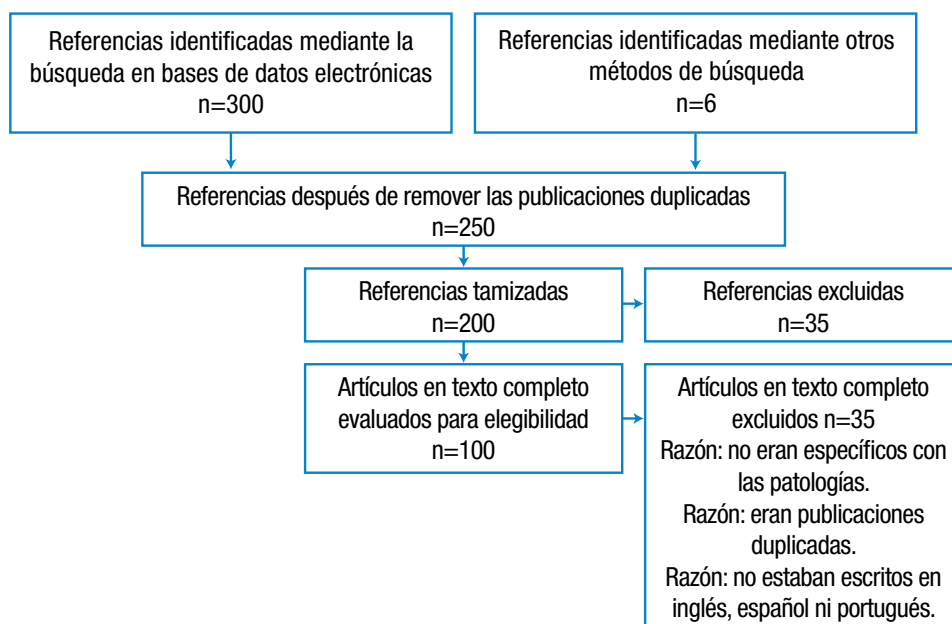 Referencias identificadas mediante la
búsqueda en bases de datos electrónicas
n=300
Referencias identificadas mediante otros
métodos de búsqueda
n=6
Referencias después de remover las publicaciones duplicadas
n=250
Referencias tamizadas
n=200
Referencias excluidas
n=35
Artículos en texto completo
evaluados para elegibilidad
n=100
Artículos en texto completo
excluidos n=35
Razón: no eran específicos con
las patologías.
Razón: eran publicaciones
duplicadas.
Razón: no estaban escritos en
inglés, español ni portugués.